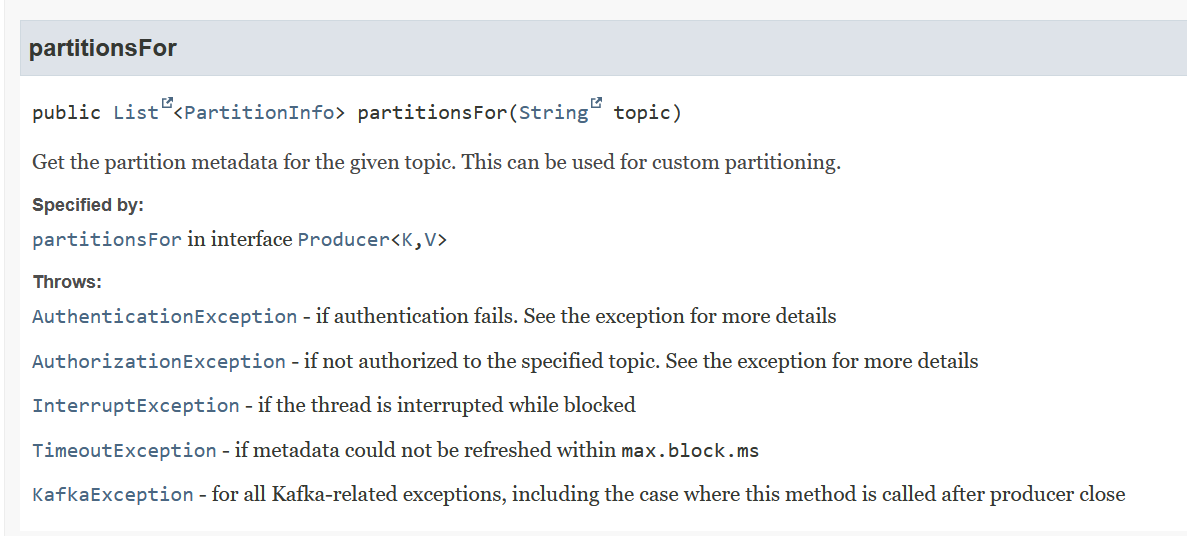 partitionsFor
public List<PartitionInfo> partitionsFor(String topic)
Get the partition metadata for the given topic. This can be used for custom partitioning.
Specified by:
partitionsFor in interface Producer<K,V>
Throws:
AuthenticationException - if authentication fails. See the exception for more details
AuthorizationException - if not authorized to the specified topic. See the exception for more details
InterruptException - if the thread is interrupted while blocked
TimeoutException - if metadata could not be refreshed within max.block.ms
KafkaException - for all Kafka-related exceptions, including the case where this method is called after producer close